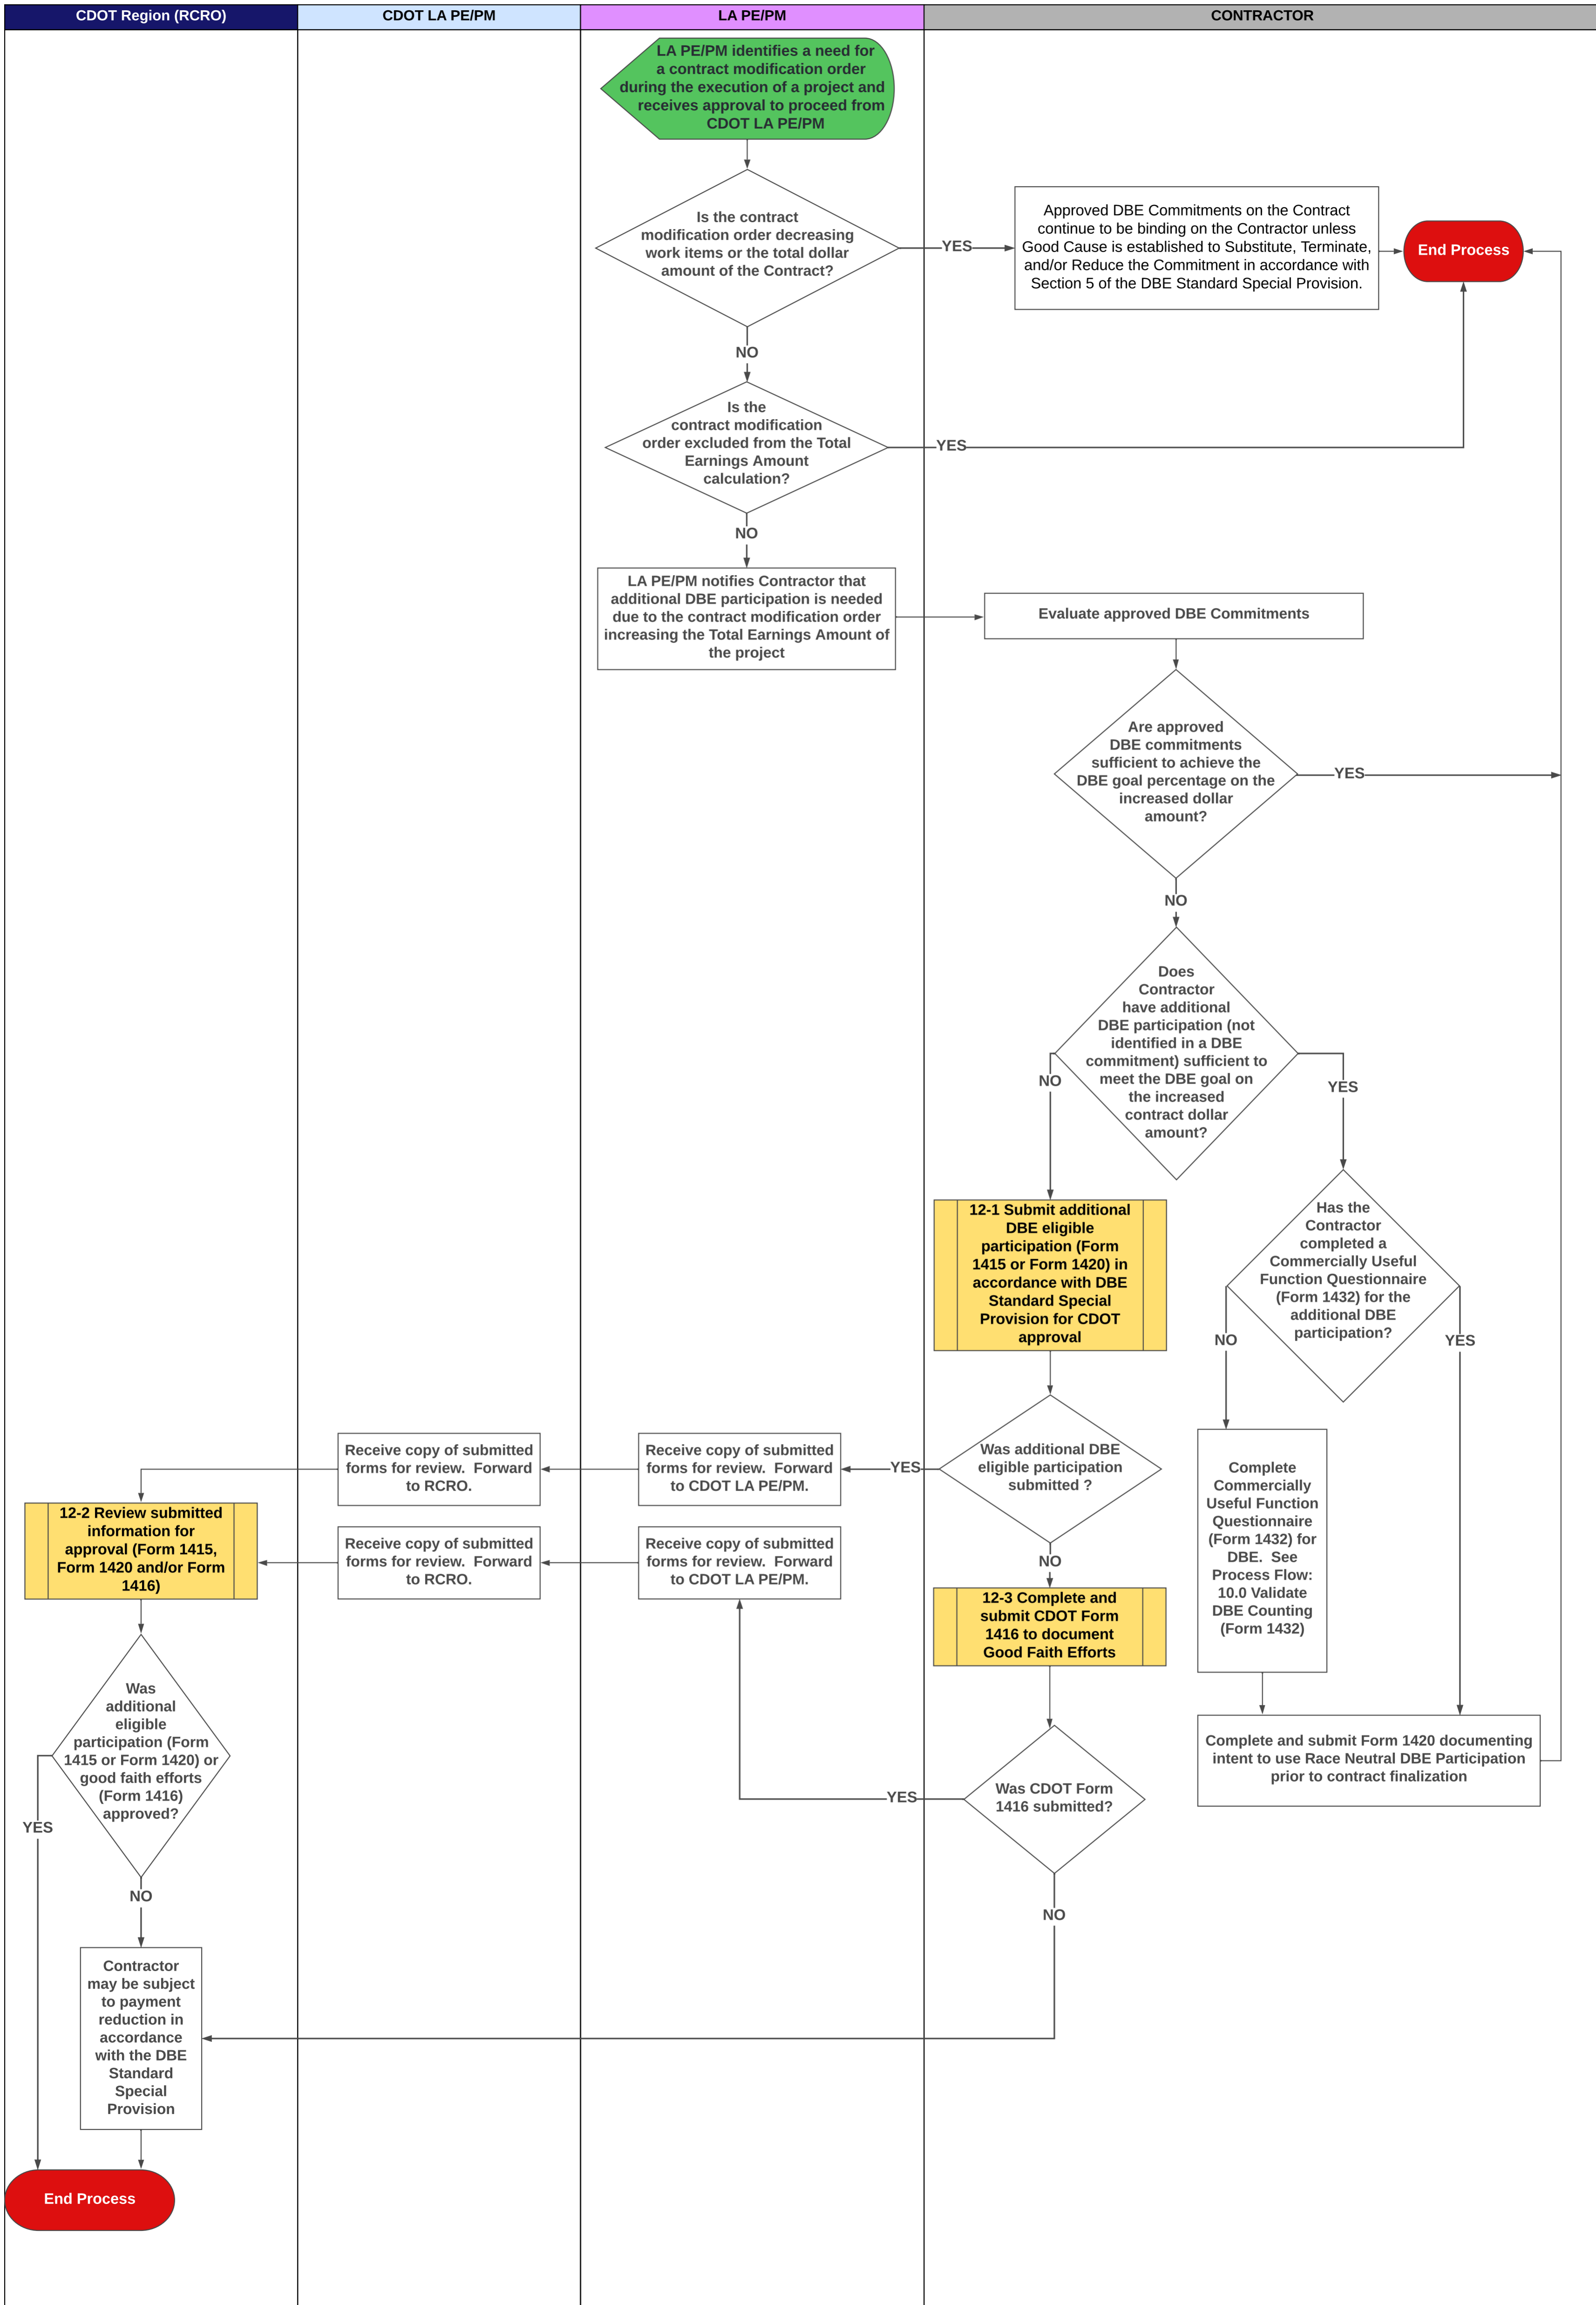 CDOT Region (RCRO)
CDOT LA PE/PM
LA PE/PM
CONTRACTOR
LA PE/PM identifies a need for
a contract modification order
during the execution of a project and
receives approval to proceed from
CDOT LA PE/PM
Is the contract
modification order decreasing
work items or the total dollar
amount of the Contract?
YES
Approved DBE Commitments on the Contract
continue to be binding on the Contractor unless
Good Cause is established to Substitute, Terminate,
and/or Reduce the Commitment in accordance with
Section 5 of the DBE Standard Special Provision.
End Process
NO
Is the
contract modification
order excluded from the Total
Earnings Amount
calculation?
YES
NO
LA PE/PM notifies Contractor that
additional DBE participation is needed
due to the contract modification order
increasing the Total Earnings Amount of
the project
Evaluate approved DBE Commitments
Are approved
DBE commitments
sufficient to achieve the
DBE goal percentage on the
increased dollar
amount?
YES
NO
Does
Contractor
have additional
DBE participation (not
identified in a DBE
commitment) sufficient to
meet the DBE goal on
the increased
contract dollar
amount?
NO
YES
12-1 Submit additional
DBE eligible
participation (Form
1415 or Form 1420) in
accordance with DBE
Standard Special
Provision for CDOT
approval
Has the
Contractor
completed a
Commercially Useful
Function Questionnaire
(Form 1432) for the
additional DBE
participation?
NO
YES
Was additional DBE
eligible participation
submitted ?
YES
Receive copy of submitted
forms for review.  Forward
to CDOT LA PE/PM.
Receive copy of submitted
forms for review.  Forward
to RCRO.
Complete
Commercially
Useful Function
Questionnaire
(Form 1432) for
DBE.  See
Process Flow:
10.0 Validate
DBE Counting
(Form 1432)
12-2 Review submitted
information for
approval (Form 1415,
Form 1420 and/or Form
1416)
Receive copy of submitted
forms for review.  Forward
to RCRO.
Receive copy of submitted
forms for review.  Forward
to CDOT LA PE/PM.
NO
12-3 Complete and
submit CDOT Form
1416 to document
Good Faith Efforts
Was
additional
eligible
participation (Form
1415 or Form 1420) or
good faith efforts
(Form 1416)
approved?
Complete and submit Form 1420 documenting
intent to use Race Neutral DBE Participation
prior to contract finalization
Was CDOT Form
1416 submitted?
YES
YES
NO
NO
Contractor
may be subject
to payment
reduction in
accordance
with the DBE
Standard
Special
Provision
End Process